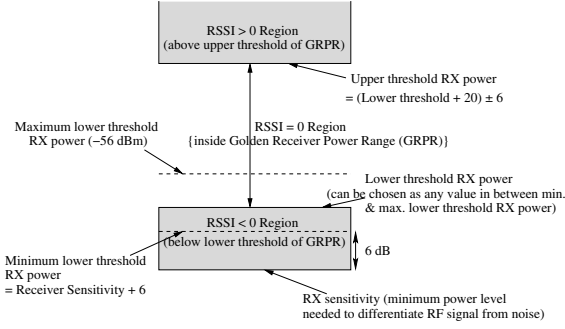 RSSI > 0 Region
(above upper threshold of GRPR)
Upper threshold RX power
= (Lower threshold + 20) ± 6
Maximum lower threshold
RX power (−56 dBm)
RSSI = 0 Region
{inside Golden Receiver Power Range (GRPR)}
Lower threshold RX power
(can be chosen as any value in between min.
& max. lower threshold RX power)
RSSI < 0 Region
(below lower threshold of GRPR)
6 dB
Minimum lower threshold
RX power
= Receiver Sensitivity + 6
RX sensitivity (minimum power level
needed to differentiate RF signal from noise)